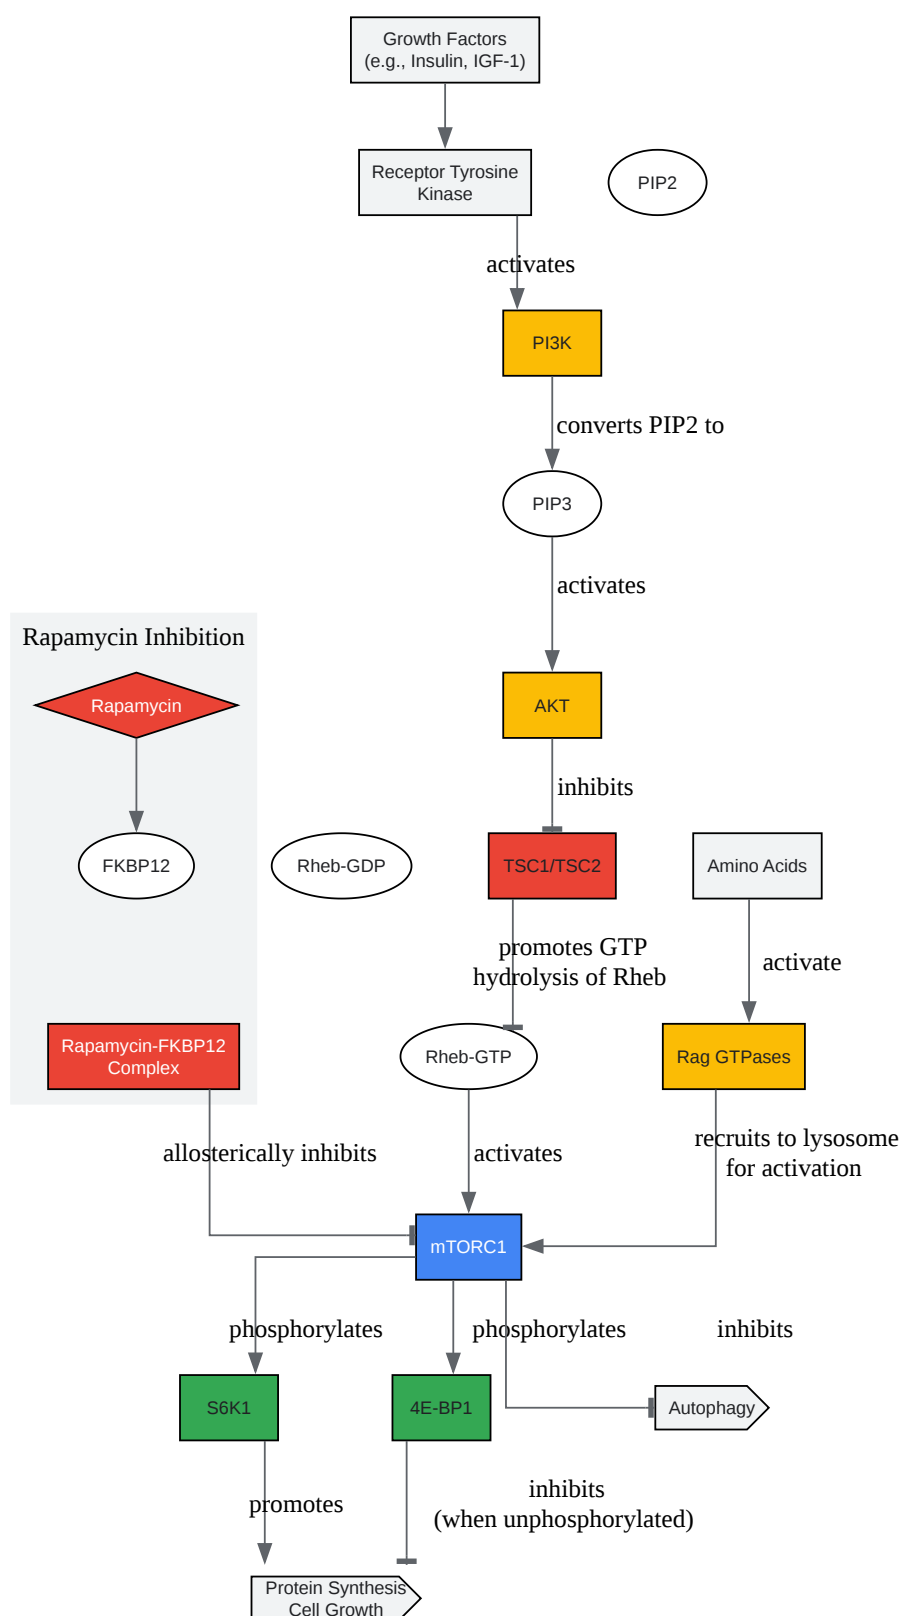 Growth Factors
(e.g., Insulin, IGF-1)
Receptor Tyrosine
Kinase
PIP2
activates
PI3K
converts PIP2 to
PIP3
activates
Rapamycin Inhibition
Rapamycin
AKT
inhibits
FKBP12
Rheb-GDP
TSC1/TSC2
Amino Acids
promotes GTP
hydrolysis of Rheb
activate
Rapamycin-FKBP12
Complex
Rheb-GTP
Rag GTPases
allosterically inhibits
activates
recruits to lysosome
for activation
mTORC1
phosphorylates
phosphorylates
inhibits
S6K1
4E-BP1
Autophagy
promotes
inhibits
(when unphosphorylated)
Protein Synthesis
Cell Growth